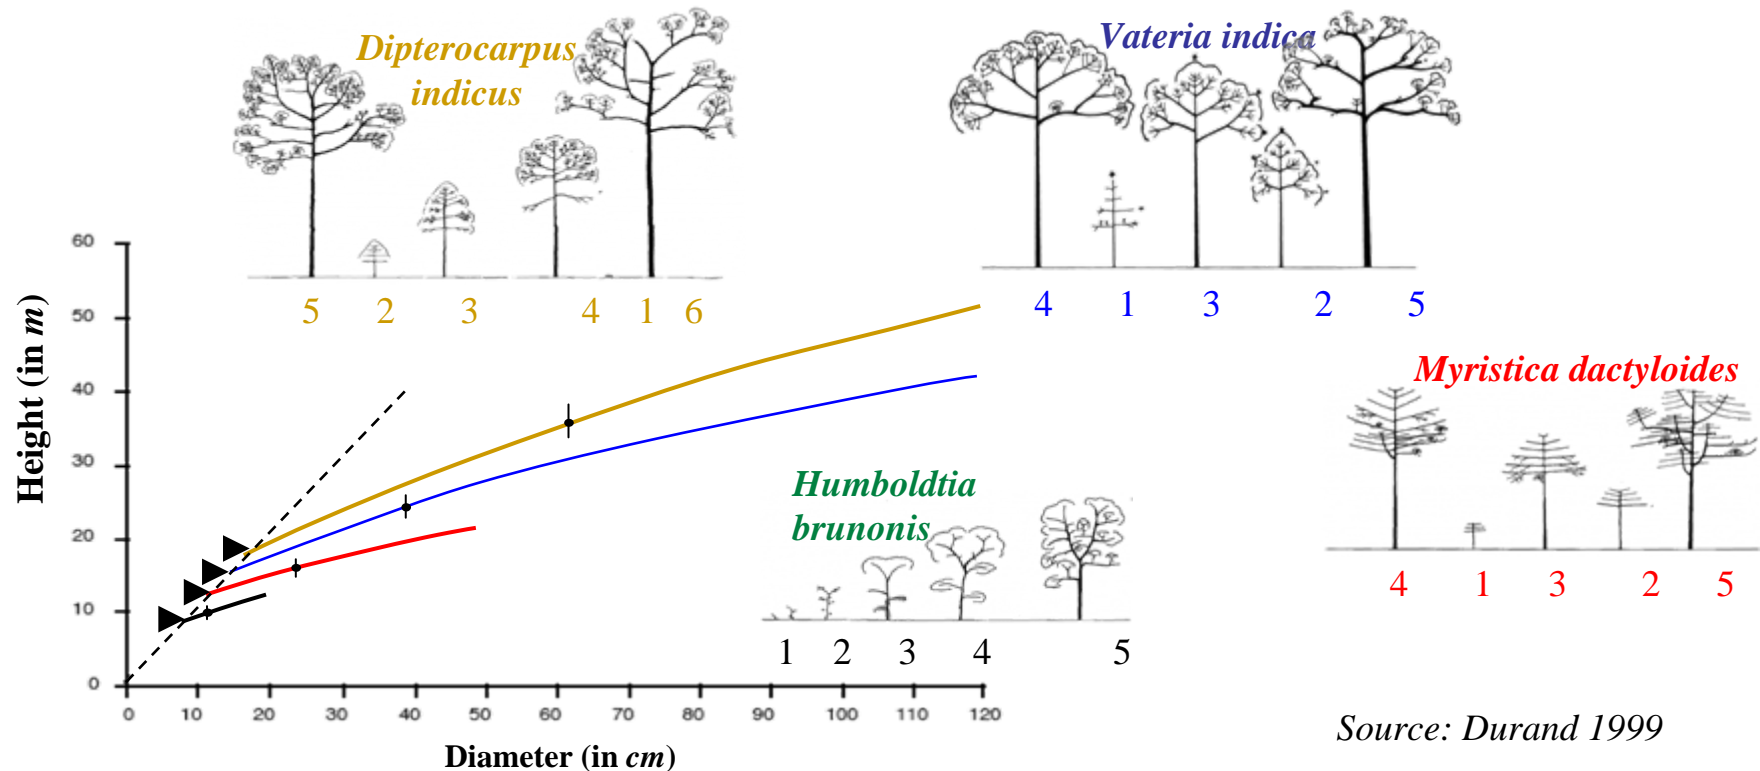 Dipterocarpus
indicus
Vateria indica
5 2 3 4 1 6
4 1 3 2 5
Myristica dactyloides
4 1 3 2 5
Humboldtia
brunonis
1 2 3 4 5
Height (in m)
60
50
40
30
20
10
0
0 10 20 30 40 50 60 70 80 90 100 110 120
Diameter (in cm)
Source: Durand 1999